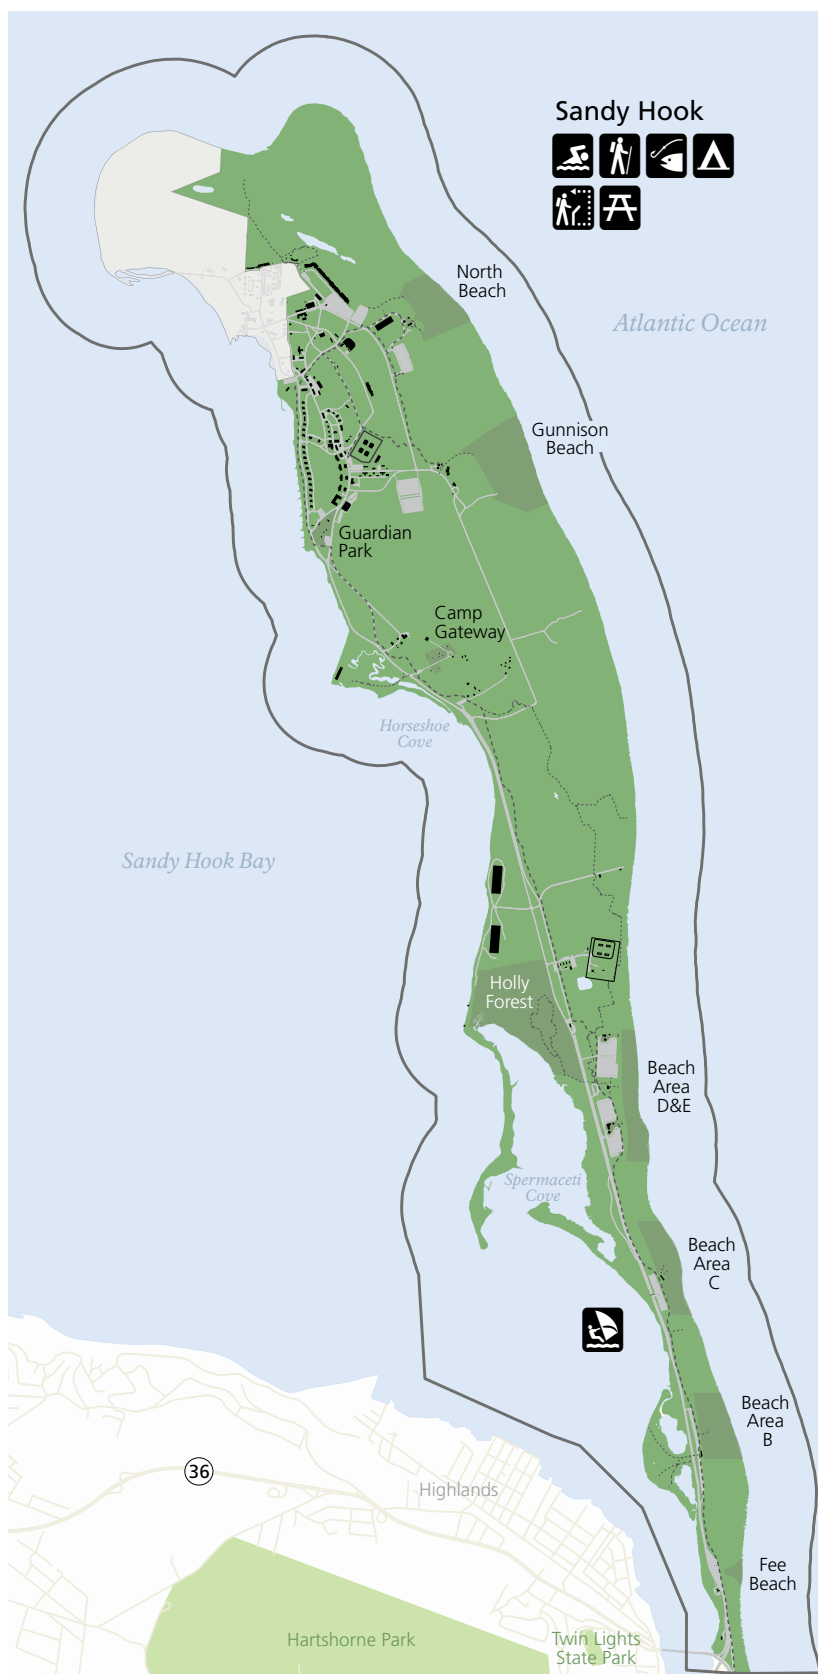 Sandy Hook
North
Beach
Atlantic Ocean
Gunnison
Beach
Guardian
Park
Camp
Gateway
Horseshoe
Cove
Sandy Hook Bay
Holly
Forest
Beach
Area
D&E
Spermaceti
Cove
Beach
Area
C
Beach
Area
B
36
Highlands
Fee
Beach
Hartshorne Park
Twin Lights
State Park